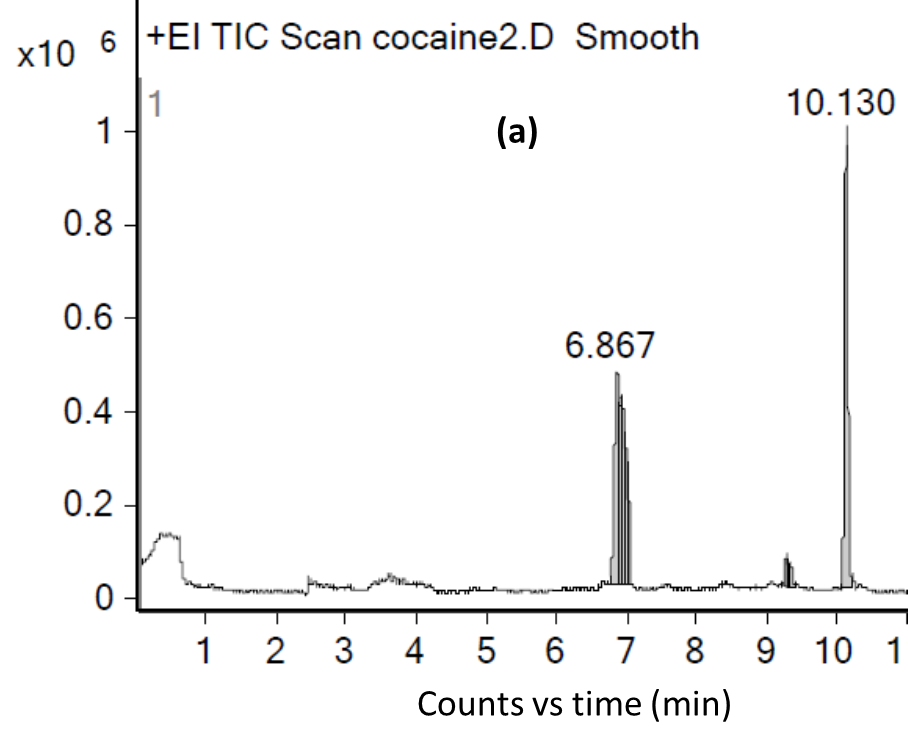 +EI TIC Scan cocaine2.D Smooth
x10 6
1
(a)
10.130
1
0.8
0.6
6.867
0.4
0.2
0
1 2 3 4 5 6 7 8 9 10 1
Counts vs time (min)